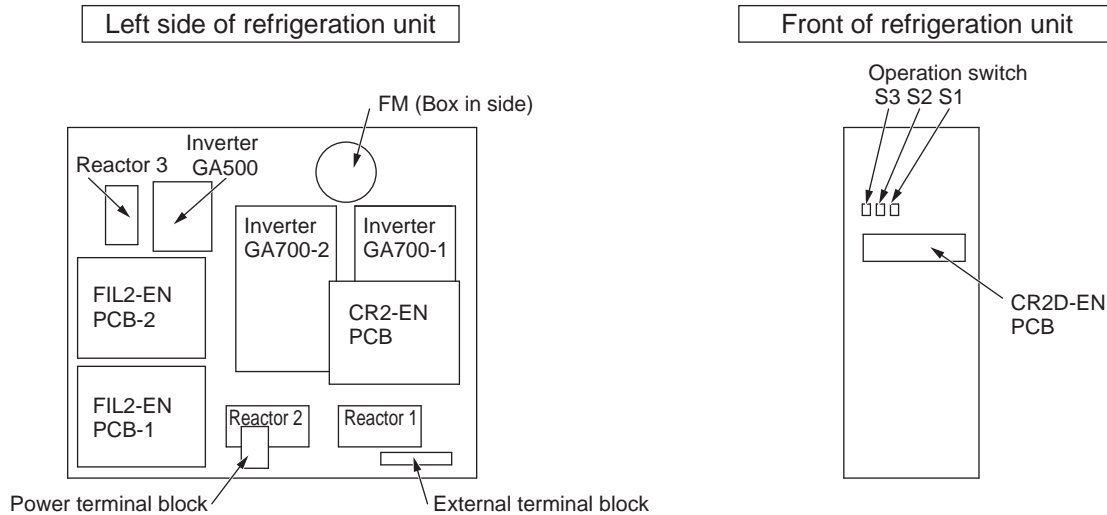 Left side of refrigeration unit
FM (Box in side)
Reactor 3
Inverter
GA500
Inverter
GA700-2
Inverter
GA700-1
FIL2-EN
PCB-2
CR2-EN
PCB
FIL2-EN
PCB-1
Reactor 2
Reactor 1
Power terminal block
External terminal block
Front of refrigeration unit
Operation switch
S3 S2 S1
CR2D-EN
PCB